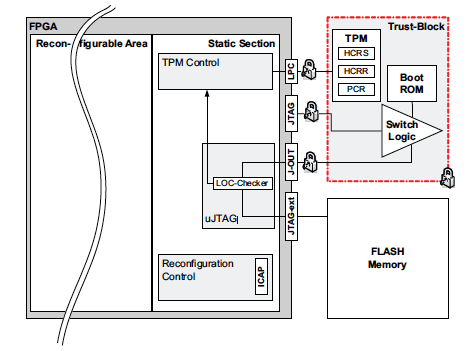 FPGA
Recon-figurable Area
Static Section
TPM Control
LPC
JTAG
J-OUT
JTAG-ext
LOC-Checker
uJTAG
Reconfiguration
Control
ICAP
Trust-Block
TPM
HCRS
HCRR
PCR
Boot
ROM
Switch
Logic
FLASH
Memory